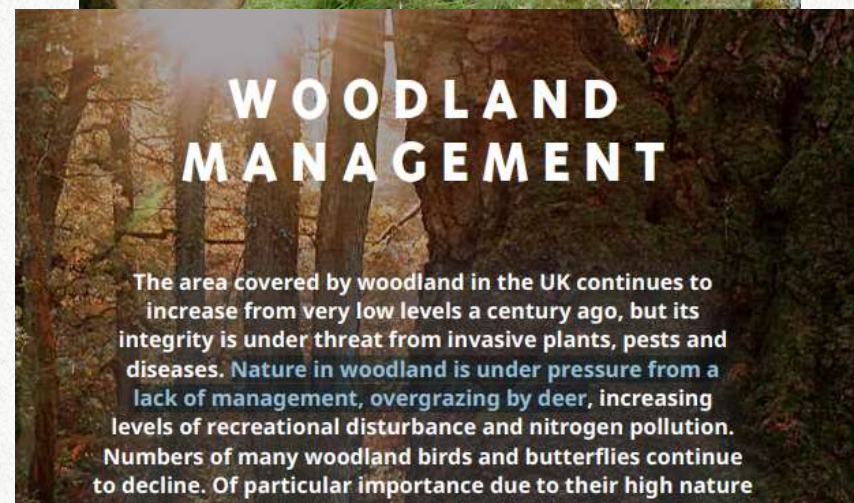 WOODLAND
MANAGEMENT
The area covered by woodland in the UK continues to
increase from very low levels a century ago, but its
integrity is under threat from invasive plants, pests and
diseases. Nature in woodland is under pressure from a
lack of management, overgrazing by deer, increasing
levels of recreational disturbance and nitrogen pollution.
Numbers of many woodland birds and butterflies continue
to decline. Of particular importance due to their high nature